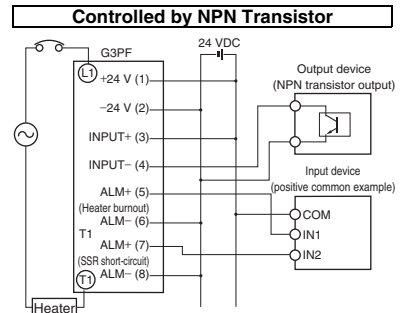 Controlled by NPN Transistor
24 VDC
G3PF
L1
+24 V (1)
−24 V (2)
INPUT+ (3)
INPUT− (4)
ALM+ (5)
(Heater burnout)
ALM− (6)
T1
ALM+ (7)
(SSR short-circuit)
T1
ALM− (8)
Heater
Output device
(NPN transistor output)
Input device
(positive common example)
COM
IN1
IN2